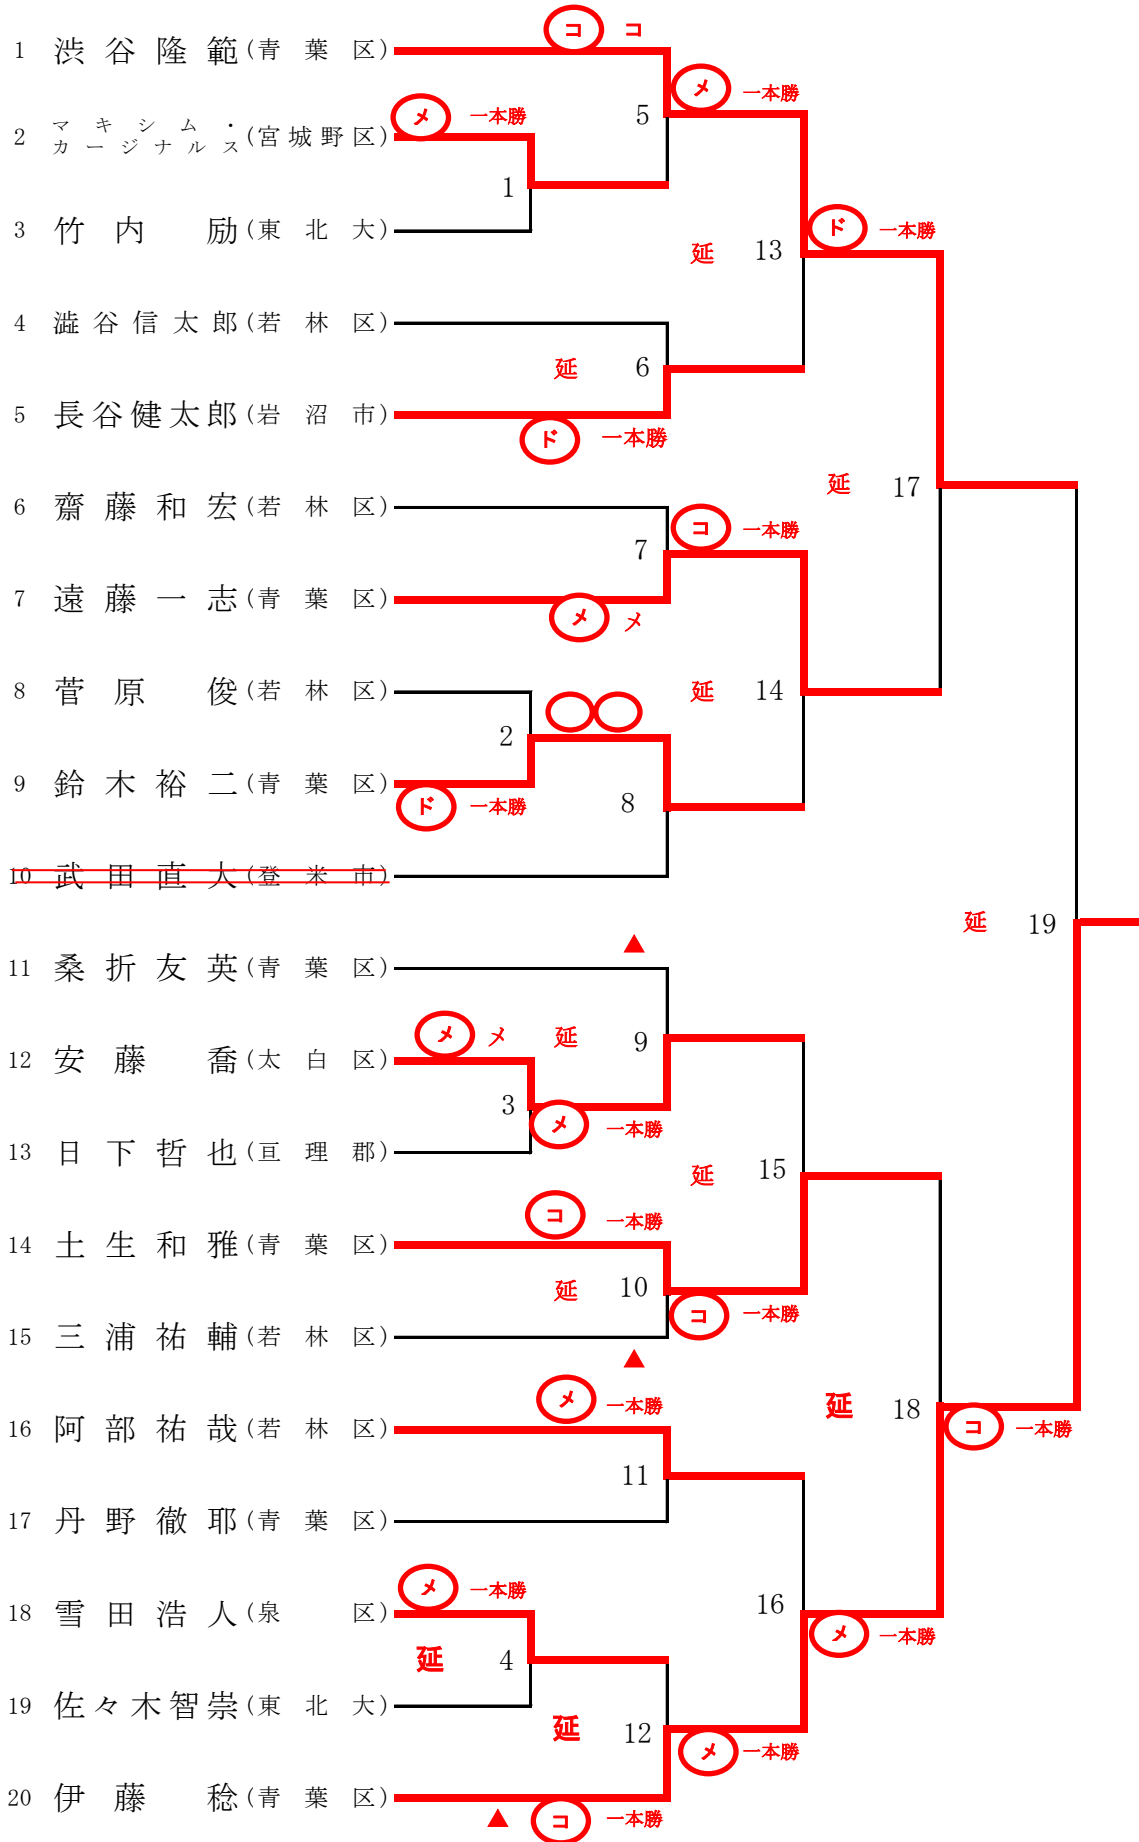 コ コ
1 渋谷隆範(青葉区)
メ 一本勝
5
メ 一本勝
2 マキシム・カージナルス(宮城野区)
1
3 竹内励(東北大)
ド 一本勝
延 13
4 澁谷信太郎(若林区)
延 6
5 長谷健太郎(岩沼市)
ド 一本勝
延 17
6 齋藤和宏(若林区)
コ 一本勝
7
7 遠藤一志(青葉区)
メ メ
8 菅原俊(若林区)
延 14
2
9 鈴木裕二(青葉区)
ド 一本勝
8
10 武田直大(登米市)
延 19
▲
11 桑折友英(青葉区)
メ メ 延 9
12 安藤喬(太白区)
3
メ 一本勝
13 日下哲也(亘理郡)
延 15
コ 一本勝
14 土生和雅(青葉区)
延 10
コ 一本勝
15 三浦祐輔(若林区)
▲
メ 一本勝
延 18
16 阿部祐哉(若林区)
コ 一本勝
11
17 丹野徹耶(青葉区)
メ 一本勝
16
18 雪田浩人(泉区)
メ 一本勝
延 4
19 佐々木智崇(東北大)
延 12
メ 一本勝
20 伊藤稔(青葉区)
▲ コ 一本勝